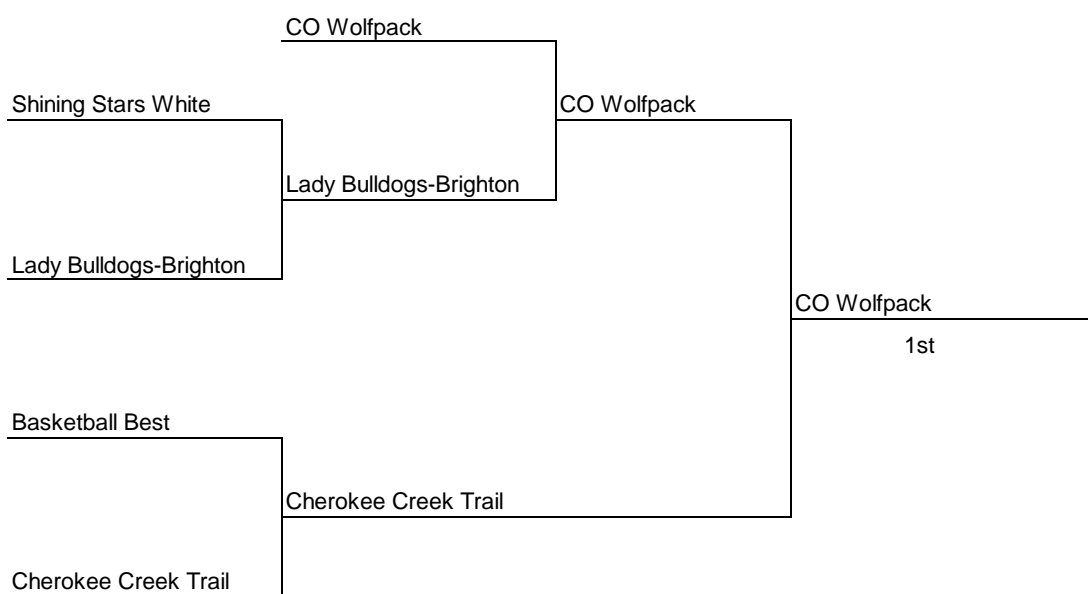 CO Wolfpack
Shining Stars White
CO Wolfpack
Lady Bulldogs-Brighton
Lady Bulldogs-Brighton
CO Wolfpack
1st
Basketball Best
Cherokee Creek Trail
Cherokee Creek Trail